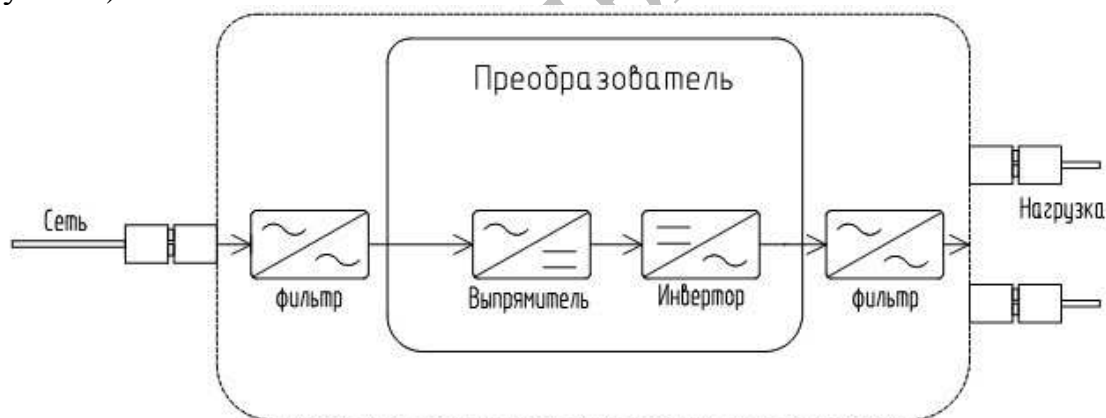 Преобразователь
Сеть
Нагрузка
фильтр
Выпрямитель
Инвертор
фильтр